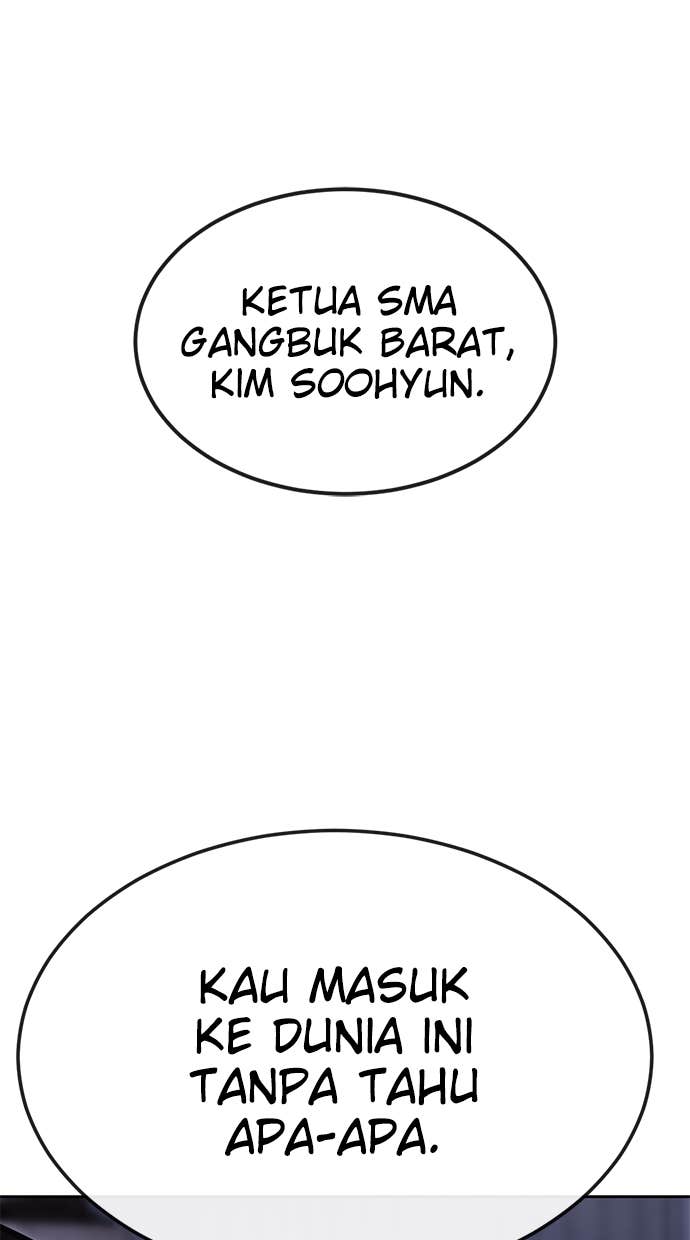 KETUA SMA
GANGBUK BARAT,
KIM SOOHYUN.
KAU MASUK
KE DUNIA INI
TANPA TAHU
APA-APA.